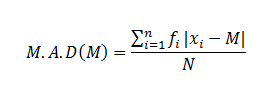 M.A.D(M) = \frac{\sum_{i=1}^{n} f_i |x_i - M|}{N}